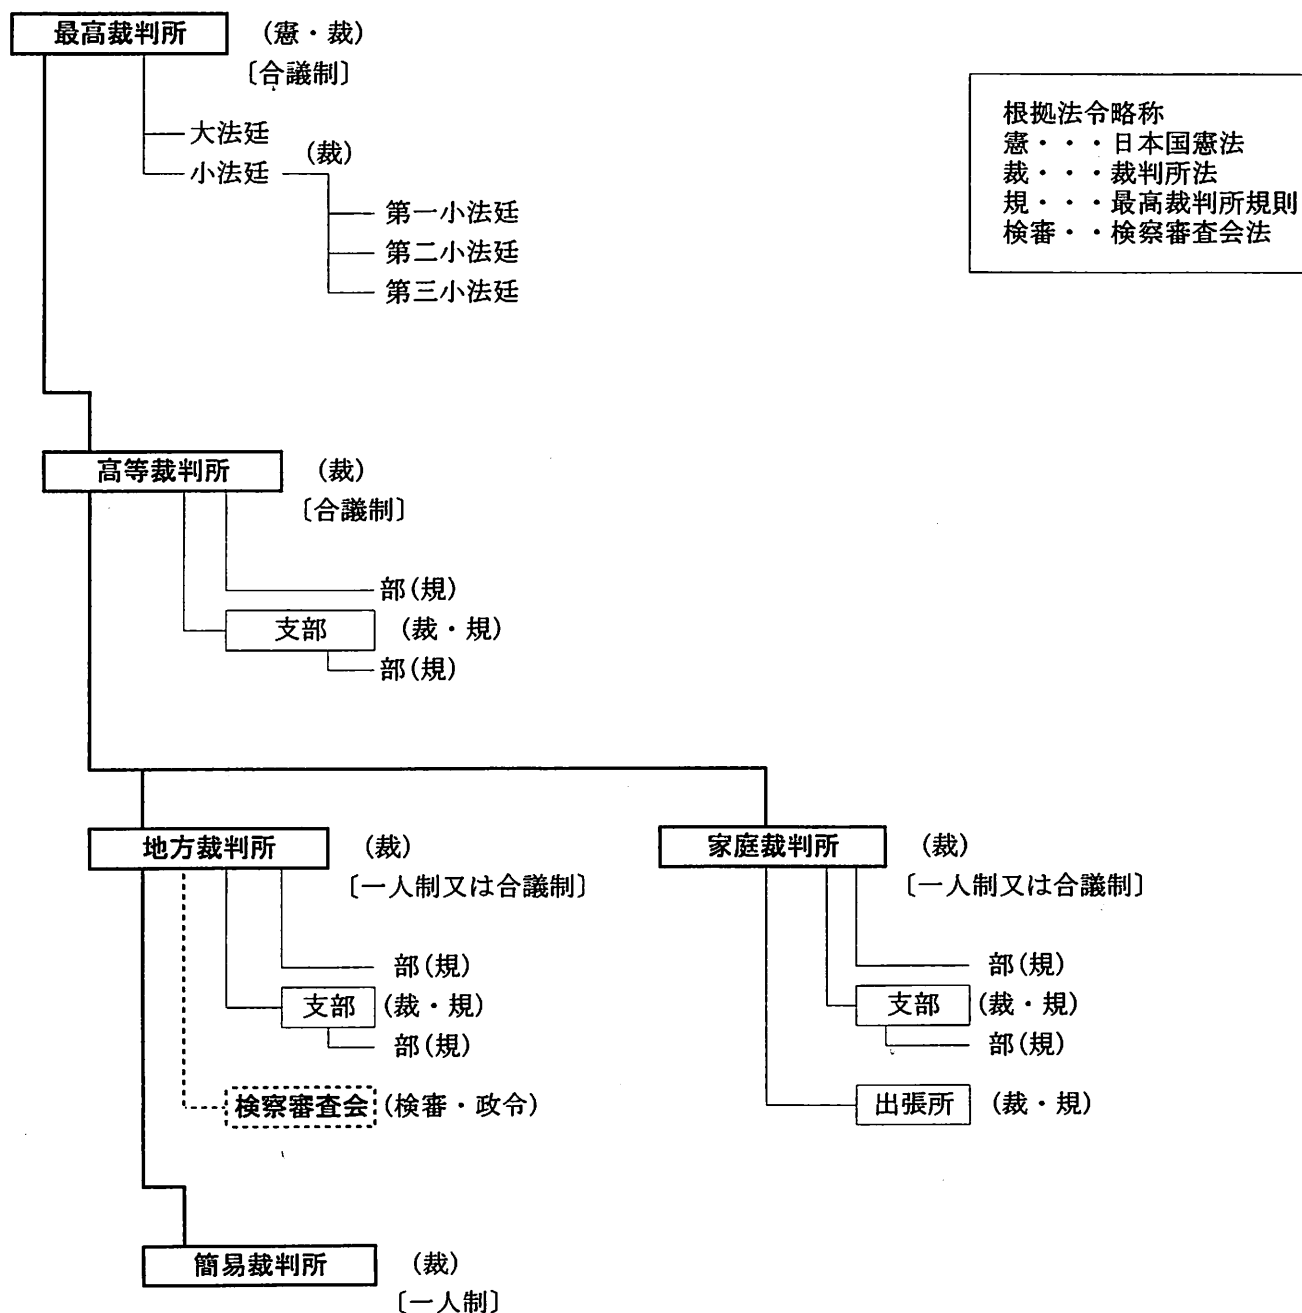 最高裁判所 (憲・裁)
〔合議制〕
大法廷
小法廷 (裁)
第一小法廷
第二小法廷
第三小法廷
根拠法令略称
憲・・・日本国憲法
裁・・・裁判所法
規・・・最高裁判所規則
検審・・検察審査会法
高等裁判所 (裁)
〔合議制〕
部(規)
支部 (裁・規)
部(規)
地方裁判所 (裁)
〔一人制又は合議制〕
部(規)
支部 (裁・規)
部(規)
検察審査会 (検審・政令)
家庭裁判所 (裁)
〔一人制又は合議制〕
部(規)
支部 (裁・規)
部(規)
出張所 (裁・規)
簡易裁判所 (裁)
〔一人制〕